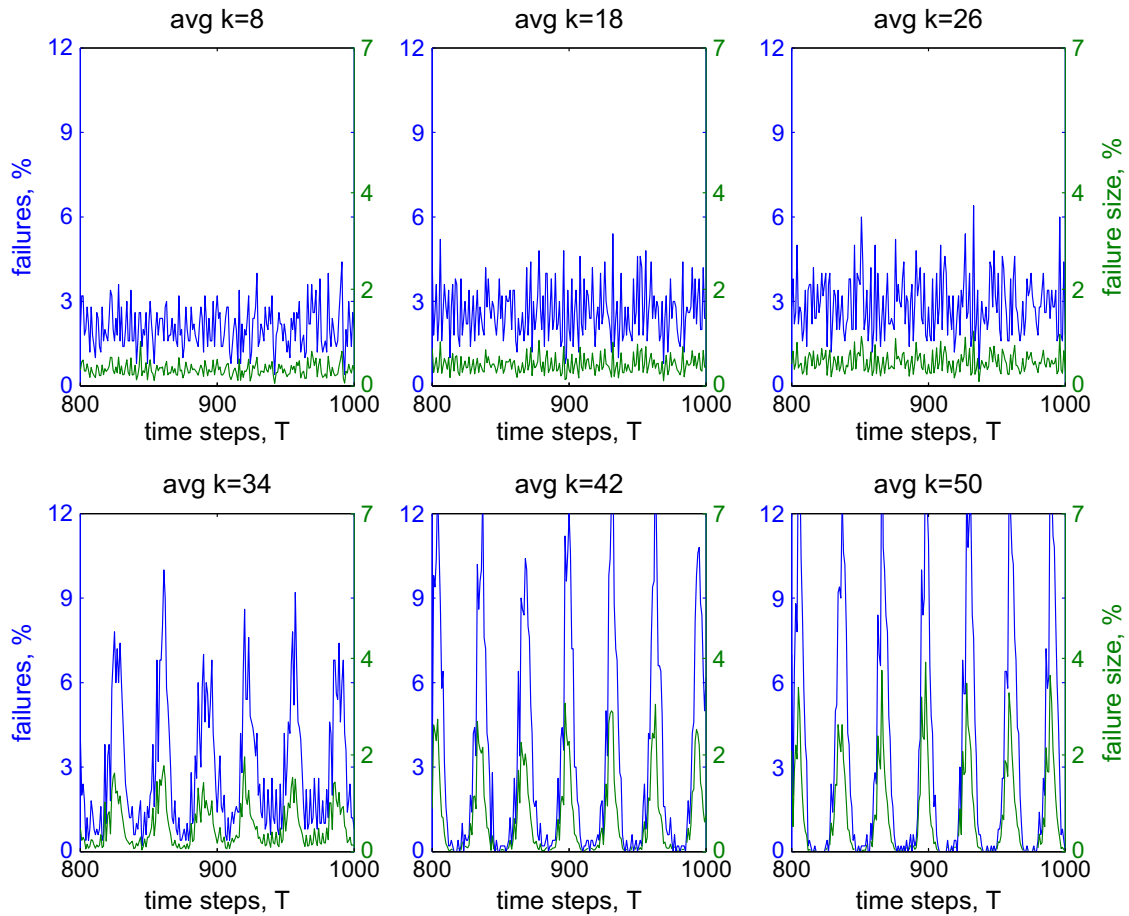 avg k=8 avg k=18 avg k=26
12 7 12 7 12 7
9 9 9
failures, % 6 4 6 4 6 4 failure size, %
3 2 3 2 3 2
0 0 0 0 0 0
800 900 1000 800 900 1000 800 900 1000
time steps, T time steps, T time steps, T
avg k=34 avg k=42 avg k=50
12 7 12 7 12 7
9 9 9
failures, % 6 4 6 4 6 4 failure size, %
3 2 3 2 3 2
0 0 0 0 0 0
800 900 1000 800 900 1000 800 900 1000
time steps, T time steps, T time steps, T